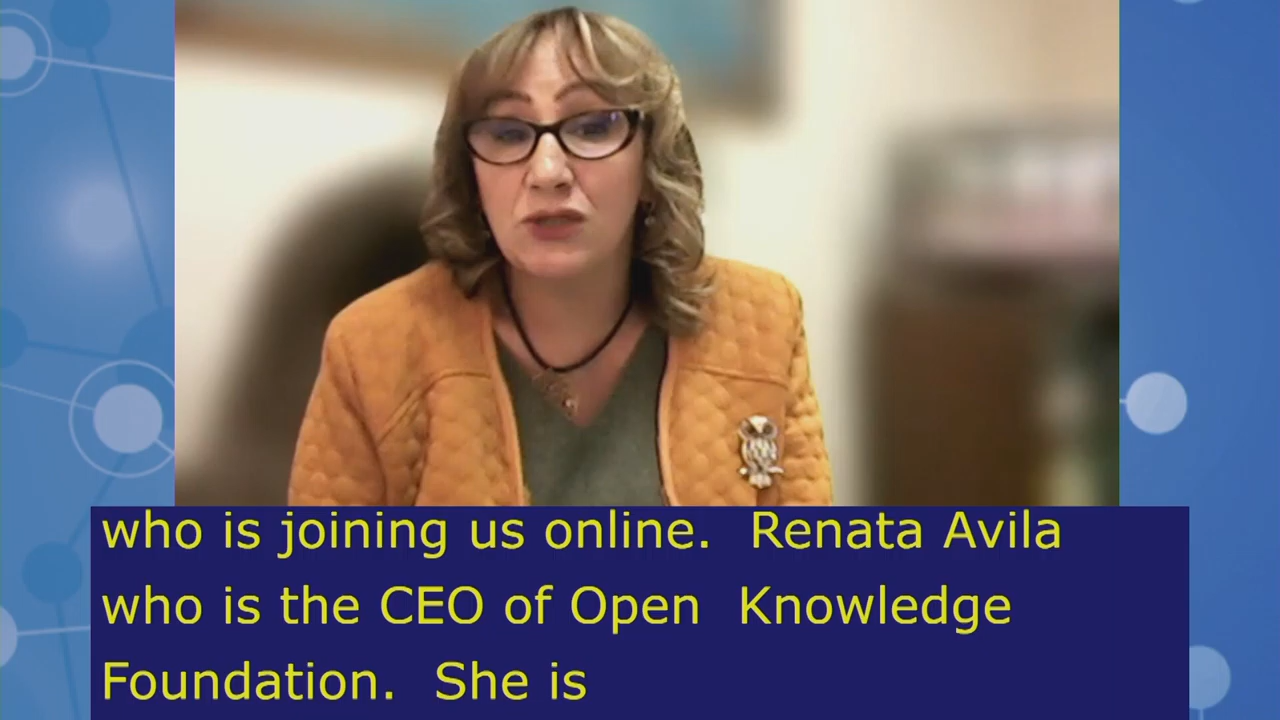 who is joining us online.  Renata Avila
who is the CEO of Open  Knowledge
Foundation.  She is